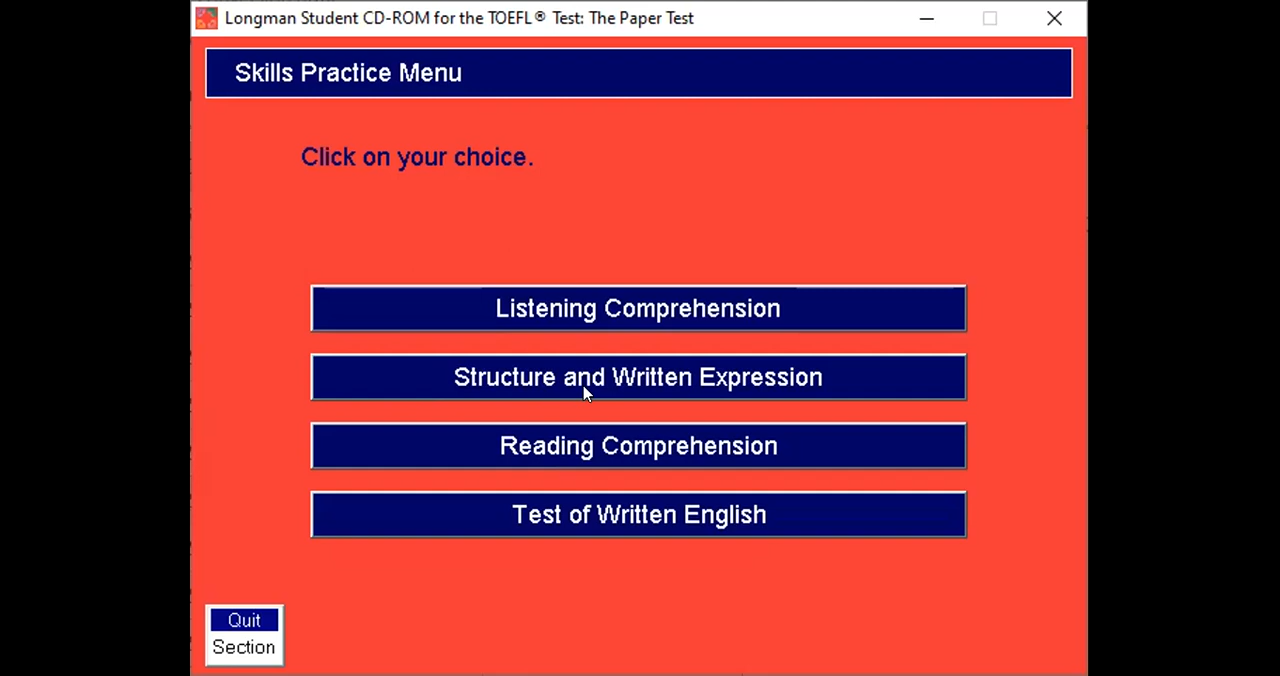 Longman Student CD-ROM for the TOEFL® Test: The Paper Test
Skills Practice Menu
Click on your choice.
Listening Comprehension
Structure and Written Expression
Reading Comprehension
Test of Written English
Quit
Section